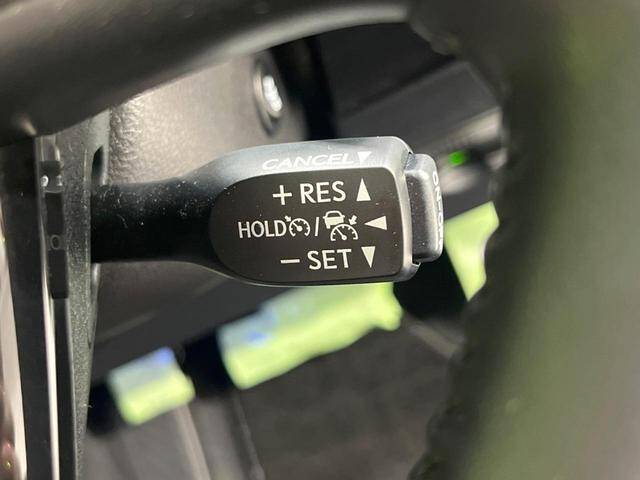 CANCEL▼
+ RES ▲
HOLD / ◀
− SET ▼